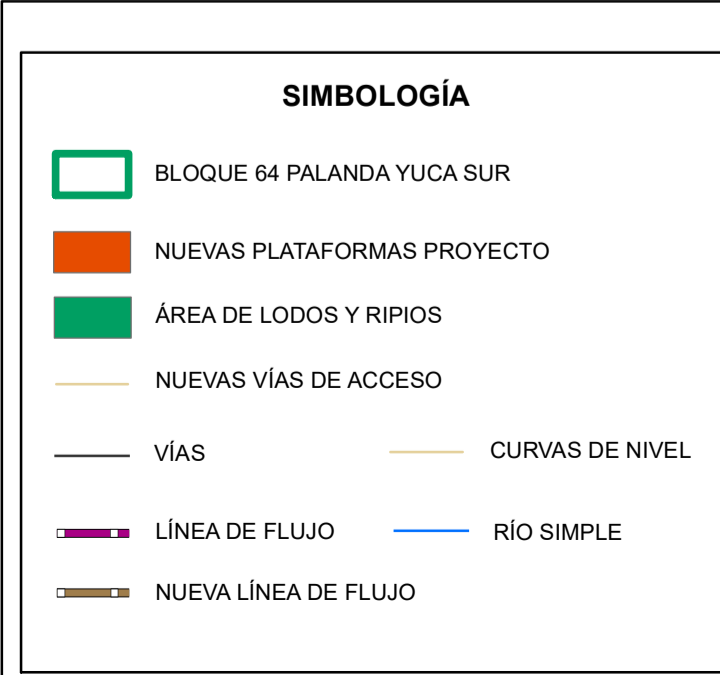 SIMBOLOGÍA
BLOQUE 64 PALANDA YUCA SUR
NUEVAS PLATAFORMAS PROYECTO
ÁREA DE LODOS Y RIPIOS
NUEVAS VÍAS DE ACCESO
VÍAS
CURVAS DE NIVEL
LÍNEA DE FLUJO
RÍO SIMPLE
NUEVA LÍNEA DE FLUJO